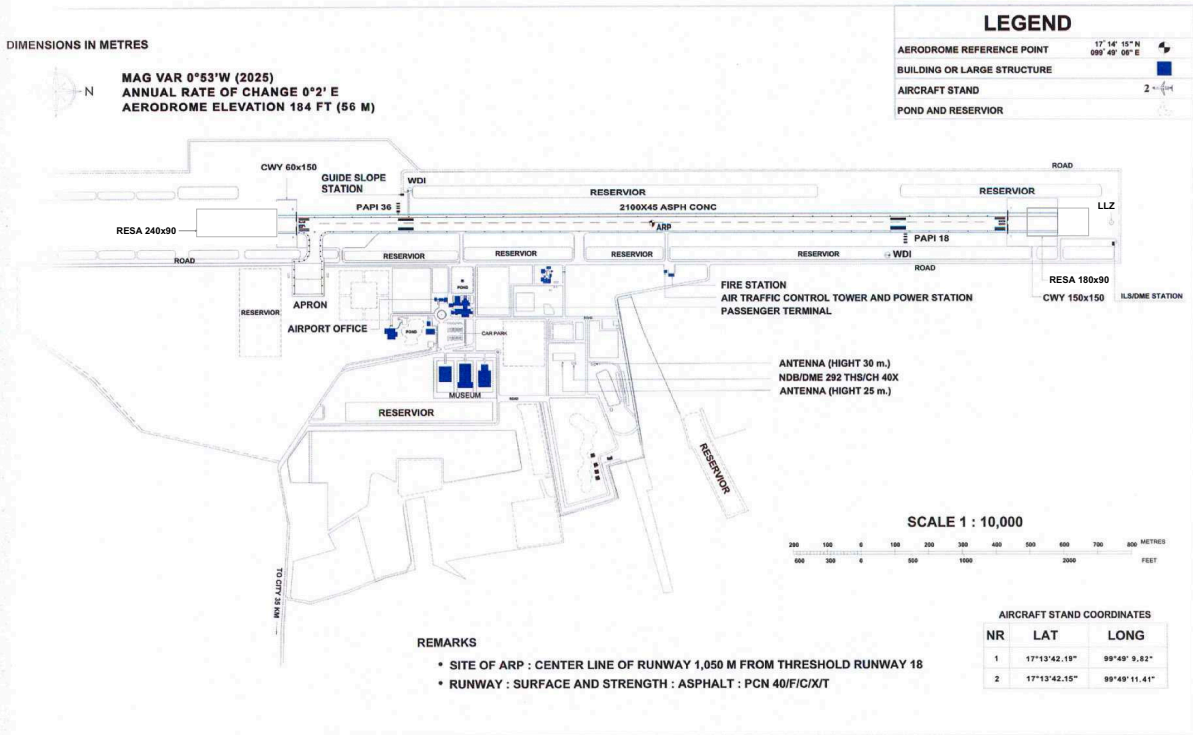 LEGEND
DIMENSIONS IN METRES
AERODROME REFERENCE POINT
17° 14' 15" N
099° 49' 06" E
BUILDING OR LARGE STRUCTURE
AIRCRAFT STAND
2
POND AND RESERVIOR
N
MAG VAR 0°53'W (2025)
ANNUAL RATE OF CHANGE 0°2' E
AERODROME ELEVATION 184 FT (56 M)
CWY 60x150
ROAD
GUIDE SLOPE
STATION
WDI
RESERVIOR
RESERVIOR
PAPI 36
2100X45 ASPH CONC
LLZ
RESA 240x90
ARP
PAPI 18
ROAD
RESERVIOR
RESERVIOR
RESERVIOR
RESERVIOR
WDI
ROAD
RESA 180x90
CWY 150x150
ILS/DME STATION
POND
APRON
RESERVIOR
FIRE STATION
AIR TRAFFIC CONTROL TOWER AND POWER STATION
PASSENGER TERMINAL
AIRPORT OFFICE
POND
CAR PARK
ROAD
ANTENNA (HIGHT 30 m.)
NDB/DME 292 THS/CH 40X
ANTENNA (HIGHT 25 m.)
MUSEUM
ROAD
RESERVIOR
RESERVIOR
SCALE 1 : 10,000
200 100 0 100 200 300 400 500 600 700 800 METRES
600 300 0 500 1000 2000 FEET
TO CITY 35 KM
AIRCRAFT STAND COORDINATES
NR LAT LONG
1 17°13'42.19" 99°49' 9.82"
2 17°13'42.15" 99°49'11.41"
REMARKS
• SITE OF ARP : CENTER LINE OF RUNWAY 1,050 M FROM THRESHOLD RUNWAY 18
• RUNWAY : SURFACE AND STRENGTH : ASPHALT : PCN 40/F/C/X/T